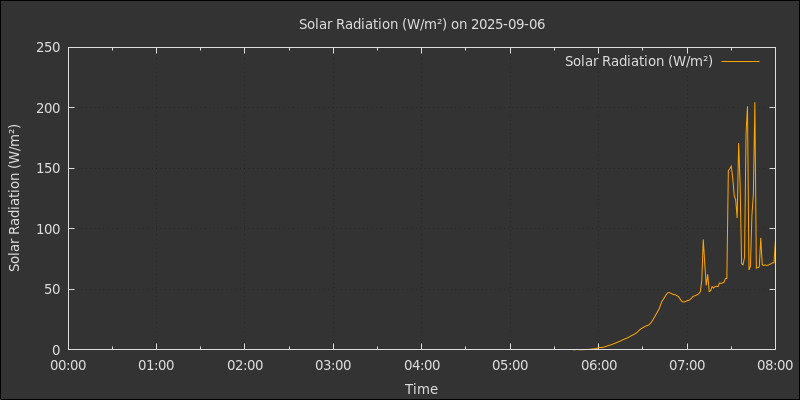 Solar Radiation (W/m²) on 2025-09-06
Solar Radiation (W/m²)
250
200
150
100
50
0
Solar Radiation (W/m²)
00:00 01:00 02:00 03:00 04:00 05:00 06:00 07:00 08:00
Time